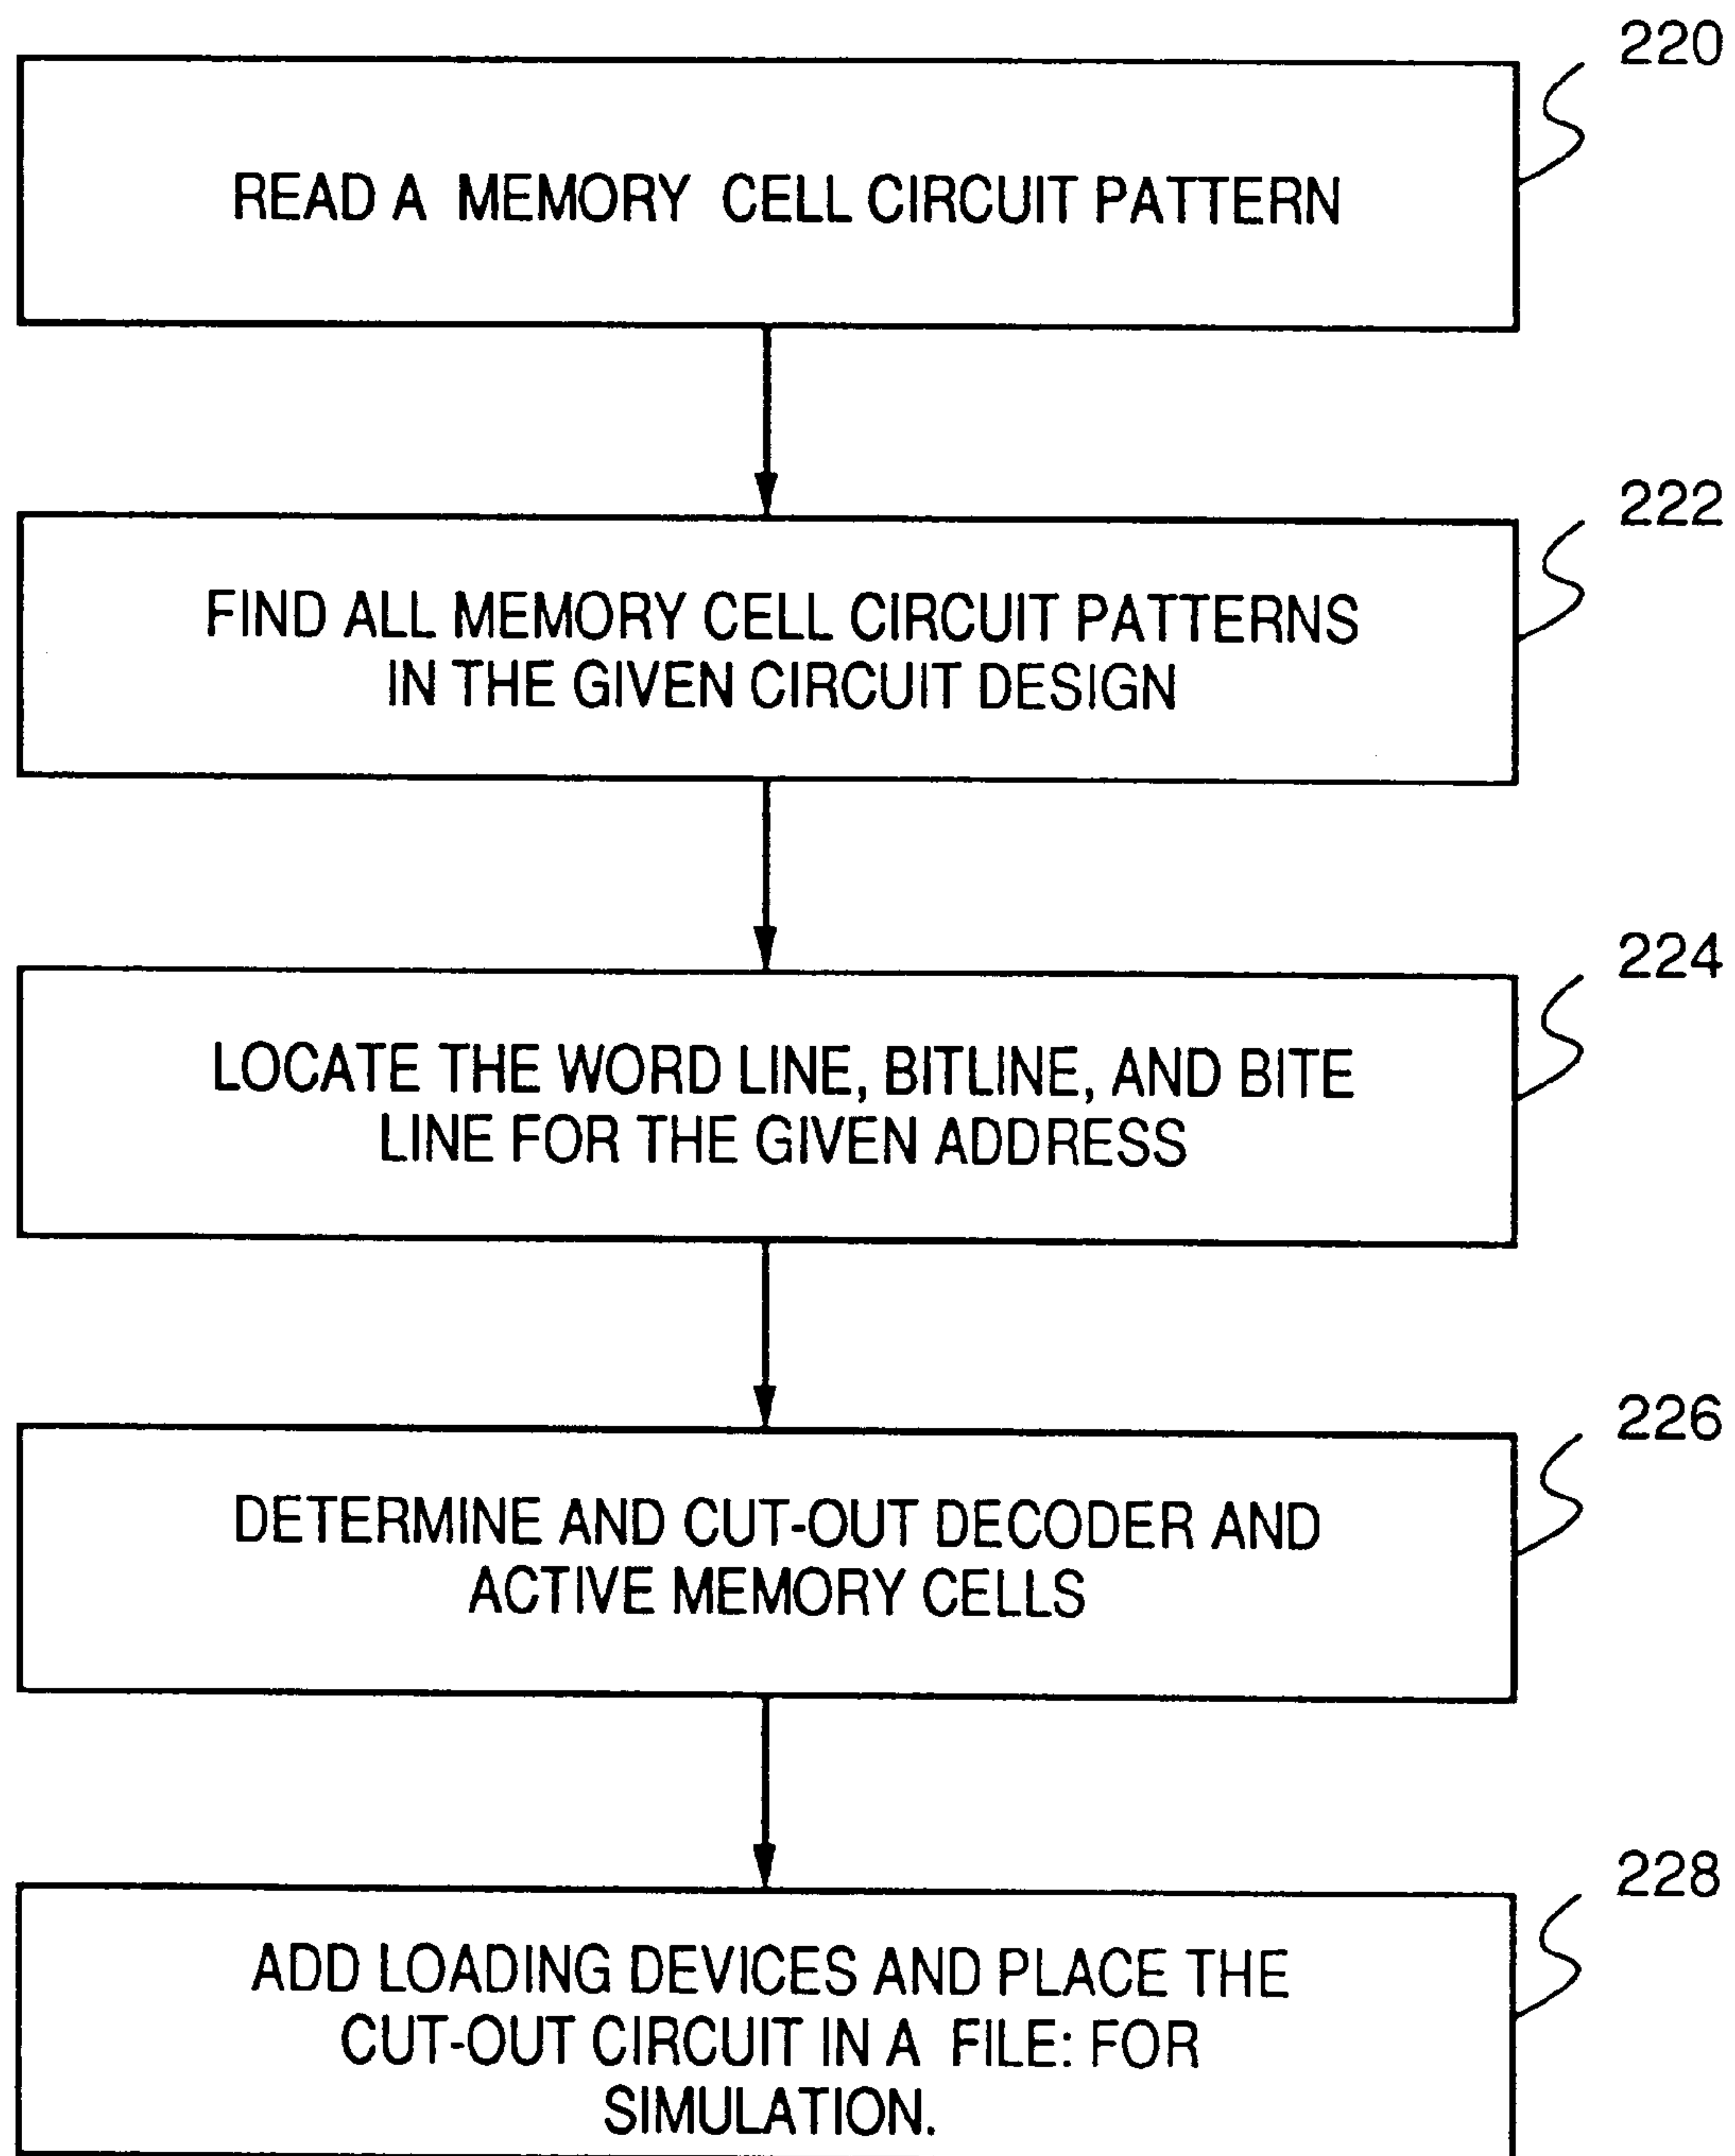 220
READ A MEMORY CELL CIRCUIT PATTERN
222
FIND ALL MEMORY CELL CIRCUIT PATTERNS
IN THE GIVEN CIRCUIT DESIGN
224
LOCATE THE WORD LINE, BITLINE, AND BITE
LINE FOR THE GIVEN ADDRESS
226
DETERMINE AND CUT-OUT DECODER AND
ACTIVE MEMORY CELLS
228
ADD LOADING DEVICES AND PLACE THE
CUT-OUT CIRCUIT IN A FILE: FOR
SIMULATION.